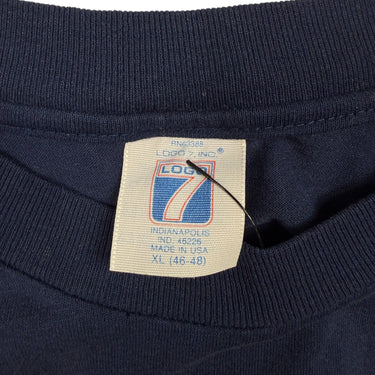 RN63388
LOGO 7, INC.®
LOGO
7
INDIANAPOLIS
IND. 46226
MADE IN USA
XL (46-48)